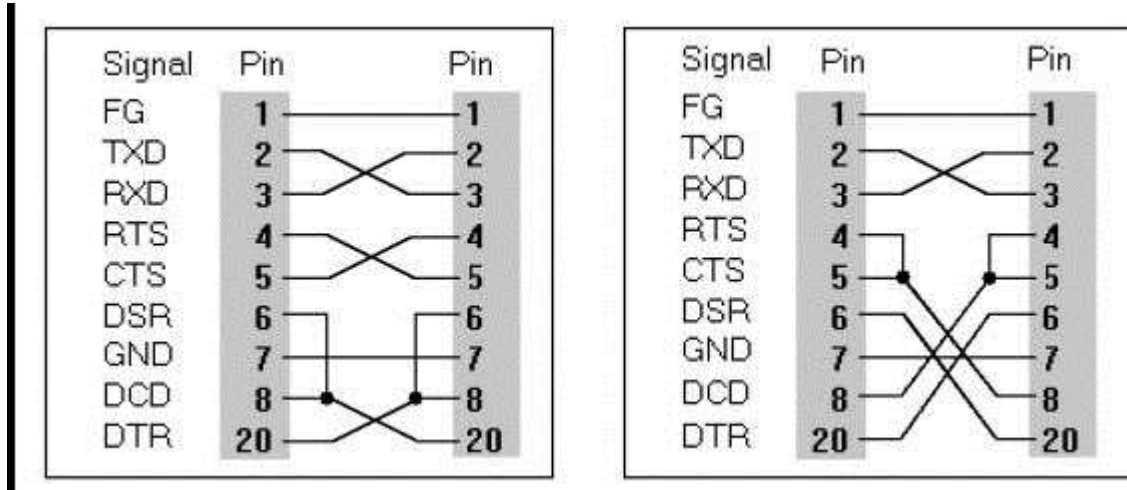 Signal Pin Pin
FG 1 1
TXD 2 2
RXD 3 3
RTS 4 4
CTS 5 5
DSR 6 6
GND 7 7
DCD 8 8
DTR 20 20
Signal Pin Pin
FG 1 1
TXD 2 2
RXD 3 3
RTS 4 4
CTS 5 5
DSR 6 6
GND 7 7
DCD 8 8
DTR 20 20